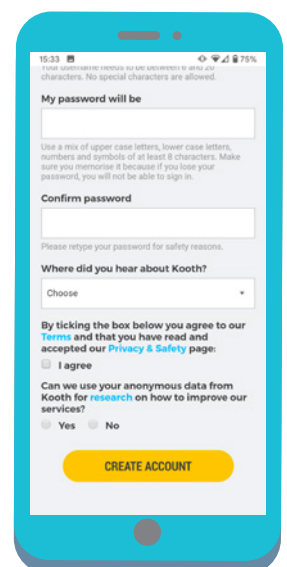 15:33 75%
Your username needs to be between 6 and 20
characters. No special characters are allowed.
My password will be
Use a mix of upper case letters, lower case letters,
numbers and symbols of at least 8 characters. Make
sure you memorise it because if you lose your
password, you will not be able to sign in.
Confirm password
Please retype your password for safety reasons.
Where did you hear about Kooth?
Choose
By ticking the box below you agree to our
Terms and that you have read and
accepted our Privacy & Safety page:
I agree
Can we use your anonymous data from
Kooth for research on how to improve our
services?
Yes No
CREATE ACCOUNT